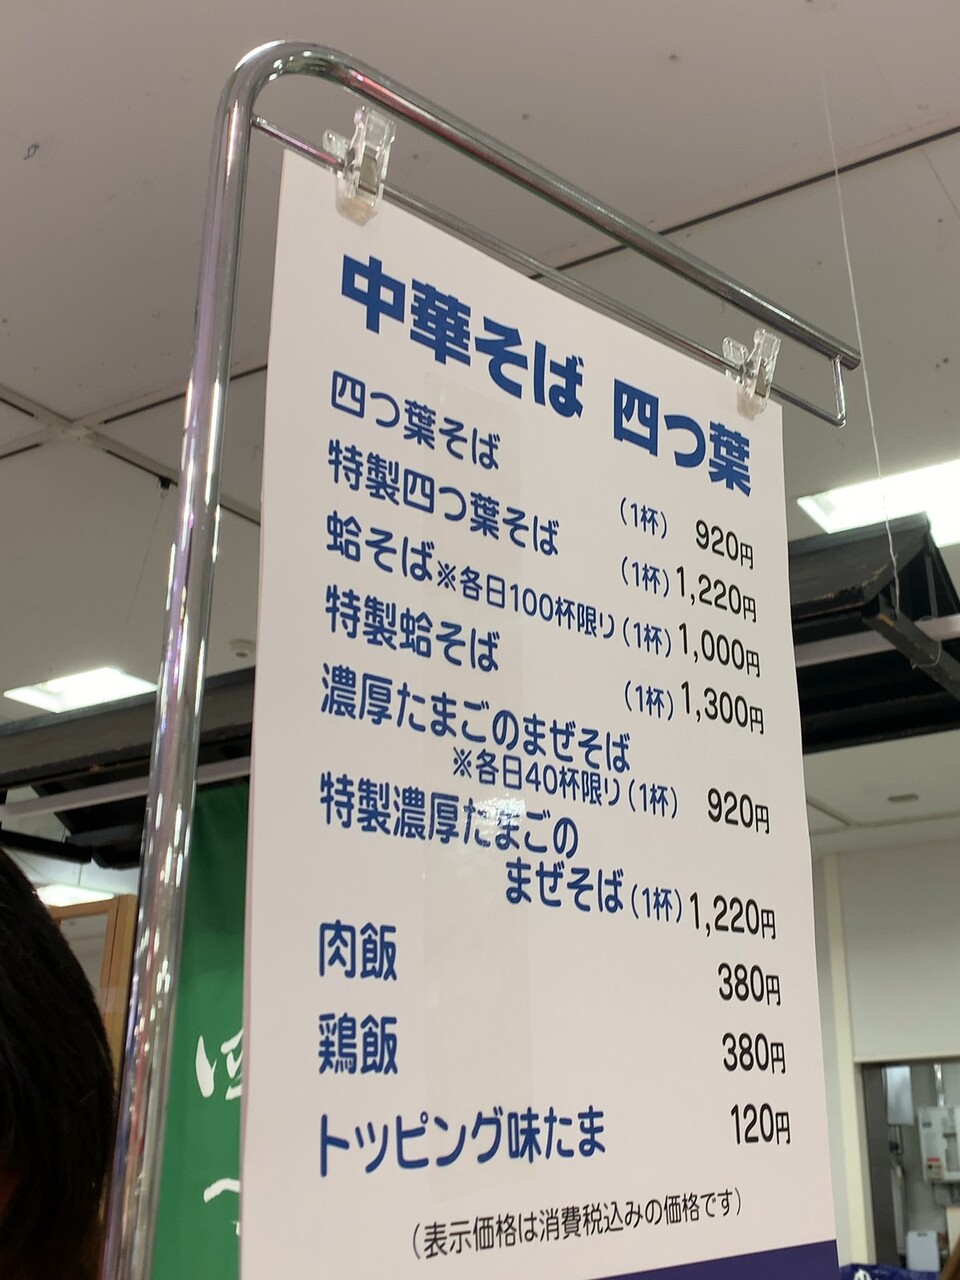 中華そば 四つ葉
四つ葉そば (1杯) 920円
特製四つ葉そば (1杯) 1,220円
蛤そば※各日100杯限り (1杯) 1,000円
特製蛤そば (1杯) 1,300円
濃厚たまごのまぜそば
※各日40杯限り (1杯) 920円
特製濃厚たまごの
まぜそば (1杯) 1,220円
肉飯 380円
鶏飯 380円
トッピング味たま 120円
(表示価格は消費税込みの価格です)